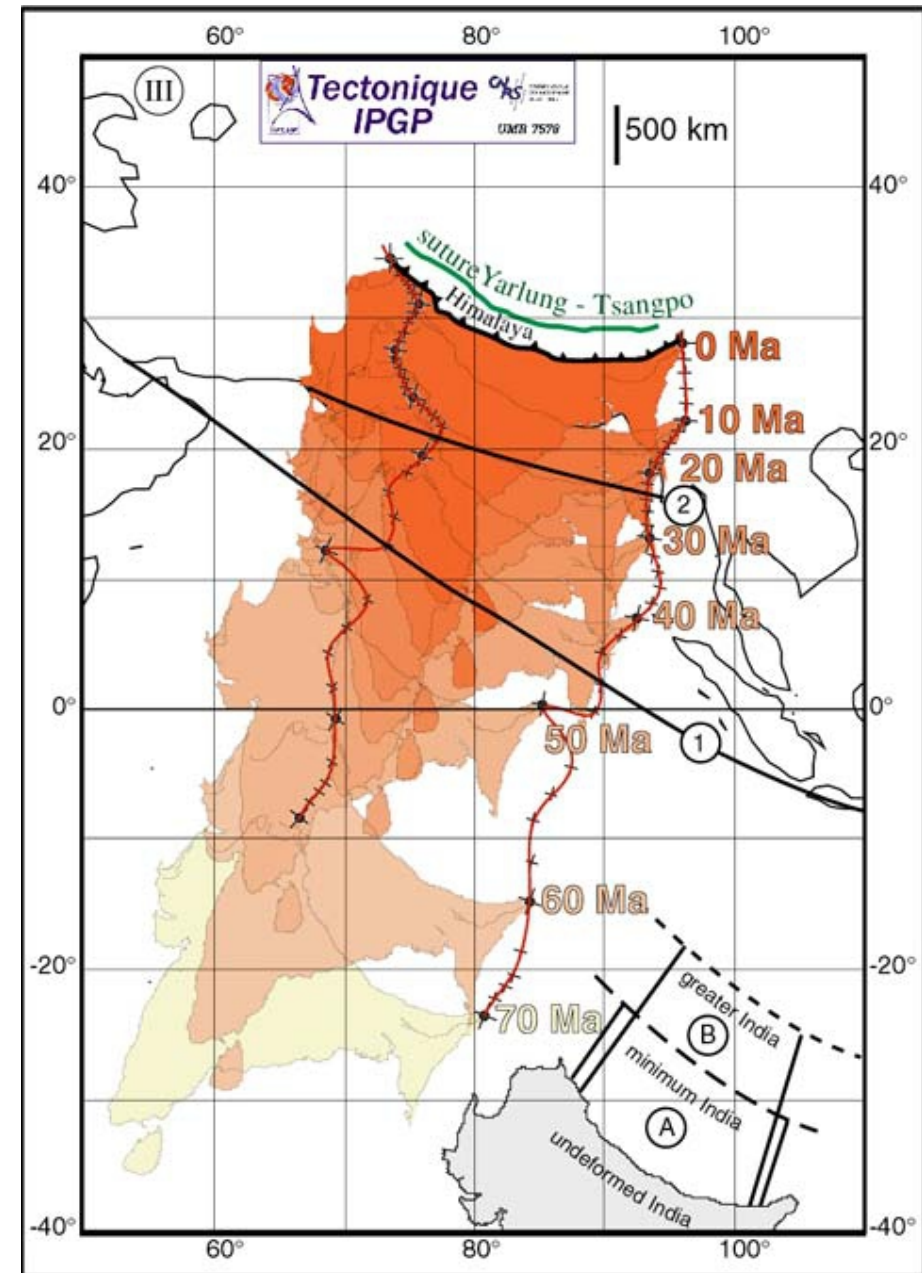 60° 80° 100°
III
Tectonique
IPGP
CNRS
UMR 7578
500 km
40° 40°
suture Yarlung - Tsangpo
Himalaya
0 Ma
10 Ma
20° 20°
20 Ma
2
30 Ma
40 Ma
0° 0°
50 Ma
1
60 Ma
-20° -20°
70 Ma
greater India
B
minimum India
A
undeformed India
-40° -40°
60° 80° 100°